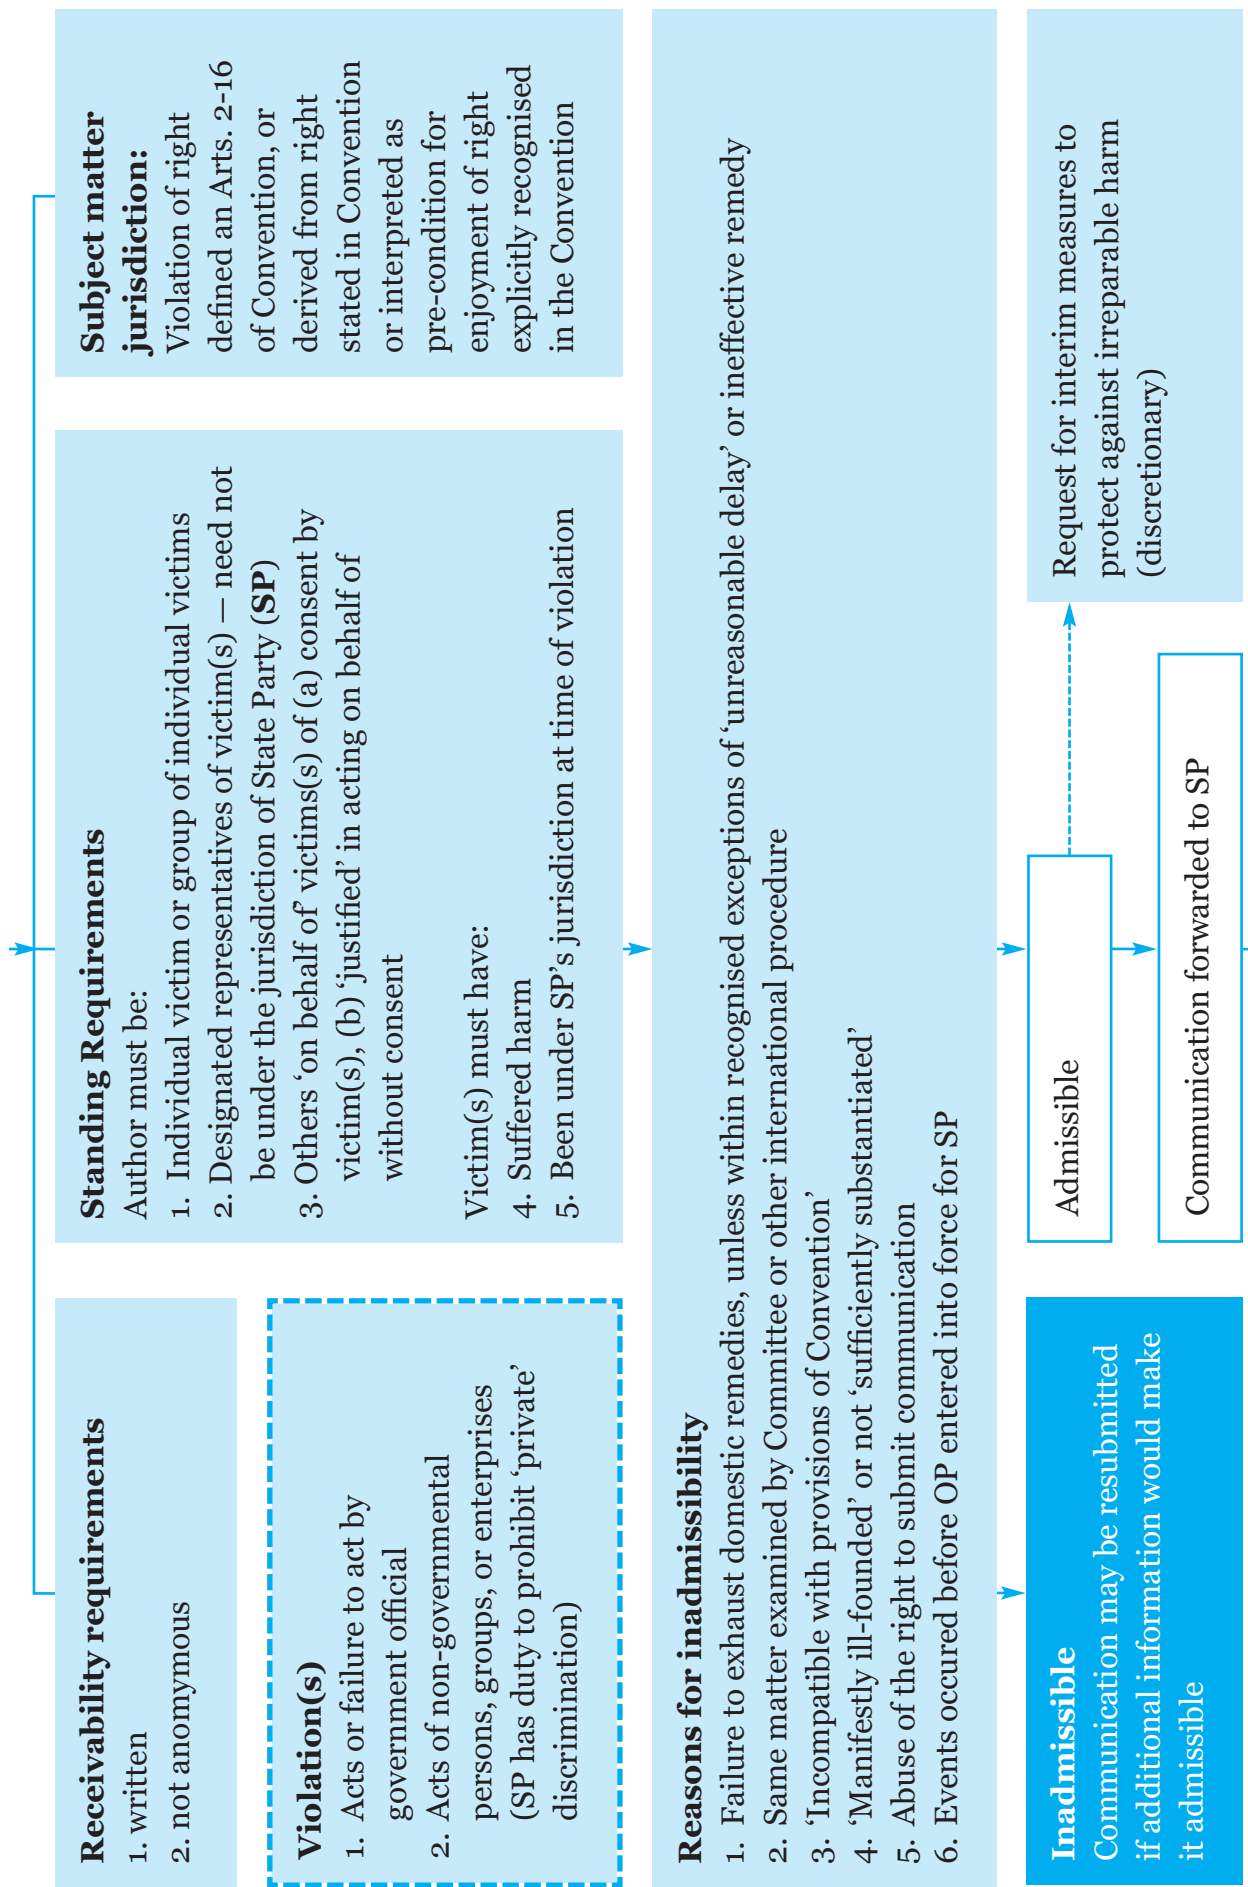 Receivability requirements
1. written
2. not anonymous
Violation(s)
1. Acts or failure to act by
government official
2. Acts of non-governmental
persons, groups, or enterprises
(SP has duty to prohibit ‘private’
discrimination)
Standing Requirements
Author must be:
1. Individual victim or group of individual victims
2. Designated representatives of victim(s) — need not
be under the jurisdiction of State Party (SP)
3. Others ‘on behalf of’ victims(s) of (a) consent by
victim(s), (b) ‘justified’ in acting on behalf of
without consent
Victim(s) must have:
4. Suffered harm
5. Been under SP’s jurisdiction at time of violation
Subject matter
jurisdiction:
Violation of right
defined an Arts. 2-16
of Convention, or
derived from right
stated in Convention
or interpreted as
pre-condition for
enjoyment of right
explicitly recognised
in the Convention
Reasons for inadmissibility
1. Failure to exhaust domestic remedies, unless within recognised exceptions of ‘unreasonable delay’ or ineffective remedy
2. Same matter examined by Committee or other international procedure
3. ‘Incompatible with provisions of Convention’
4. ‘Manifestly ill-founded’ or not ‘sufficiently substantiated’
5. Abuse of the right to submit communication
6. Events occured before OP entered into force for SP
Inadmissible
Communication may be resubmitted
if additional information would make
it admissible
Admissible
Communication forwarded to SP
Request for interim measures to
protect against irreparable harm
(discretionary)